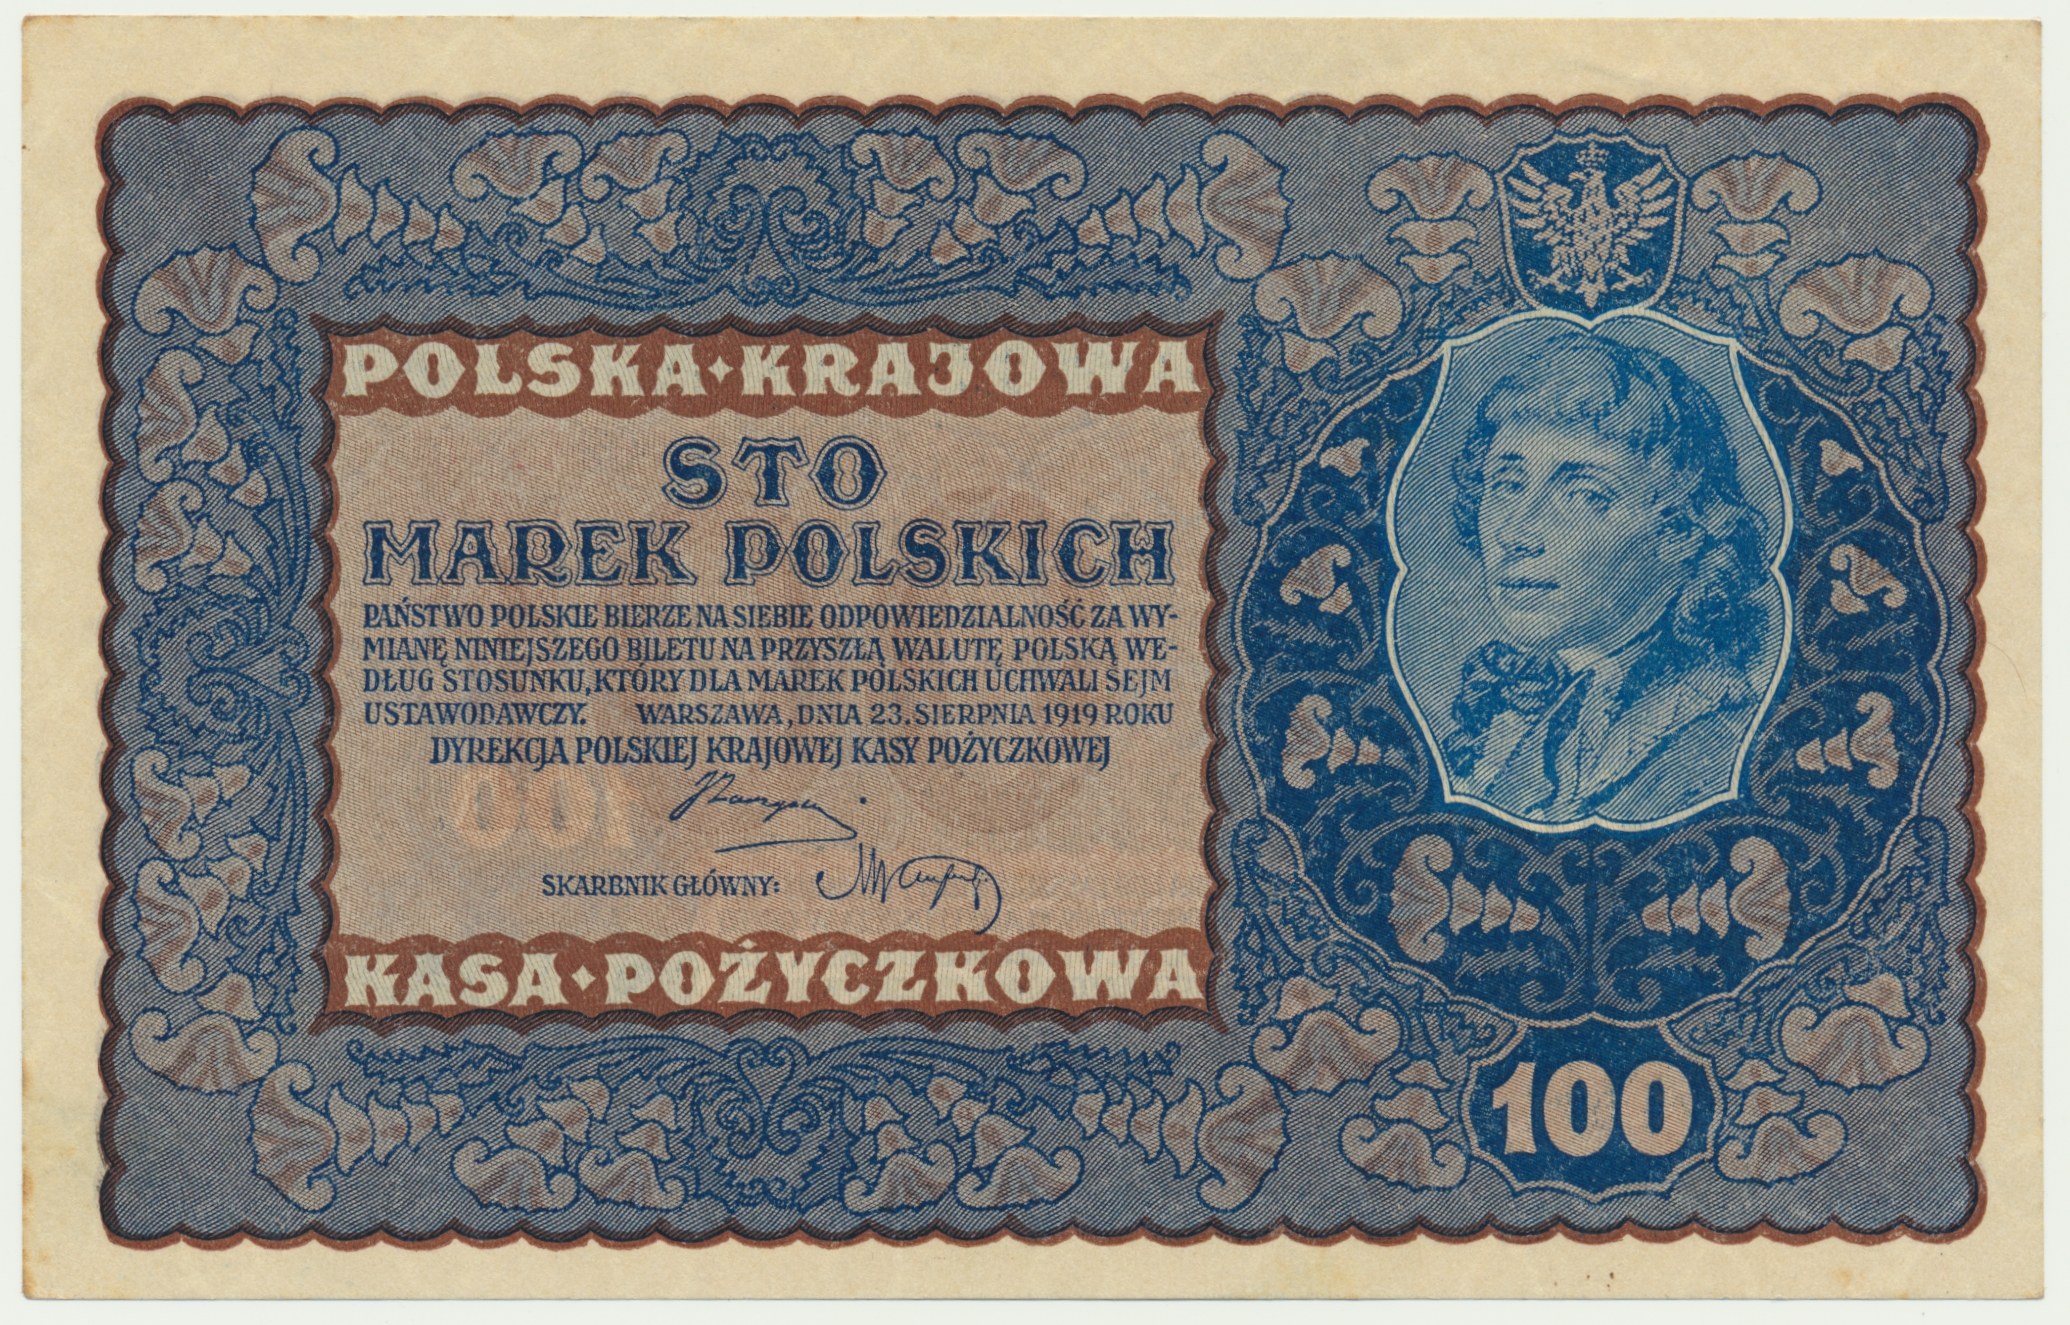 POLSKA • KRAJOWA
STO
MAREK POLSKICH
PAŃSTWO POLSKIE BIERZE NA SIEBIE ODPOWIEDZIALNOŚĆ ZA WY-
MIANĘ NINIEJSZEGO BILETU NA PRZYSZŁĄ WALUTĘ POLSKĄ WE-
DŁUG STOSUNKU, KTÓRY DLA MAREK POLSKICH UCHWALI SEJM
USTAWODAWCZY. WARSZAWA, DNIA 23. SIERPNIA 1919 ROKU
DYREKCJA POLSKIEJ KRAJOWEJ KASY POŻYCZKOWEJ
SKARBNIK GŁÓWNY:
KASA • POŻYCZKOWA
100